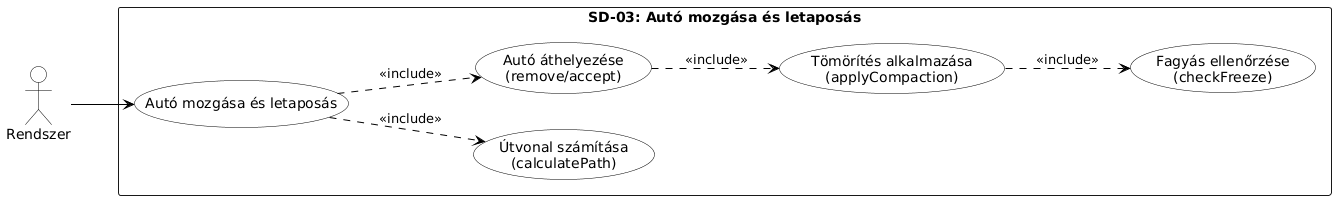 SD-03: Autó mozgása és letaposás
Rendszer
Autó mozgása és letaposás
«include»
«include»
Autó áthelyezése
(remove/accept)
Útvonal számítása
(calculatePath)
«include»
Tömörítés alkalmazása
(applyCompaction)
«include»
Fagyás ellenőrzése
(checkFreeze)